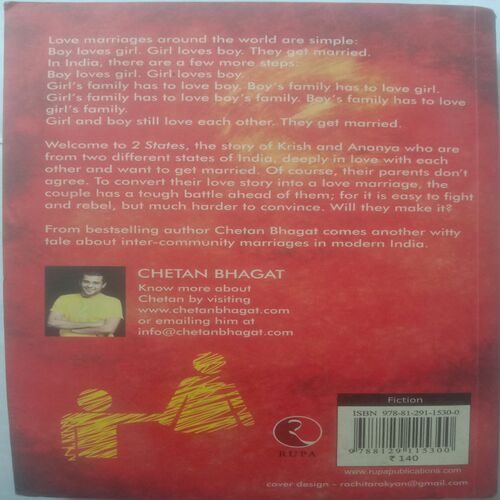 Love marriages around the world are simple:
Boy loves girl. Girl loves boy. They get married.
In India, there are a few more steps:
Boy loves girl. Girl loves boy.
Girl's family has to love boy. Boy's family has to love girl.
Girl's family has to love boy's family. Boy's family has to love
girl's family.
Girl and boy still love each other. They get married.
Welcome to 2 States, the story of Krish and Ananya who are
from two different states of India, deeply in love with each
other and want to get married. Of course, their parents don't
agree. To convert their love story into a love marriage, the
couple has a tough battle ahead of them; for it is easy to fight
and rebel, but much harder to convince. Will they make it?
From bestselling author Chetan Bhagat comes another witty
tale about inter-community marriages in modern India.
CHETAN BHAGAT
Know more about
Chetan by visiting
www.chetanbhagat.com
or emailing him at
info@chetanbhagat.com
RUPA
Fiction
ISBN 978-81-291-1530-0
9 788129 115300
₹ 140
www.rupapublications.com
cover design – rachitarakyan@gmail.com